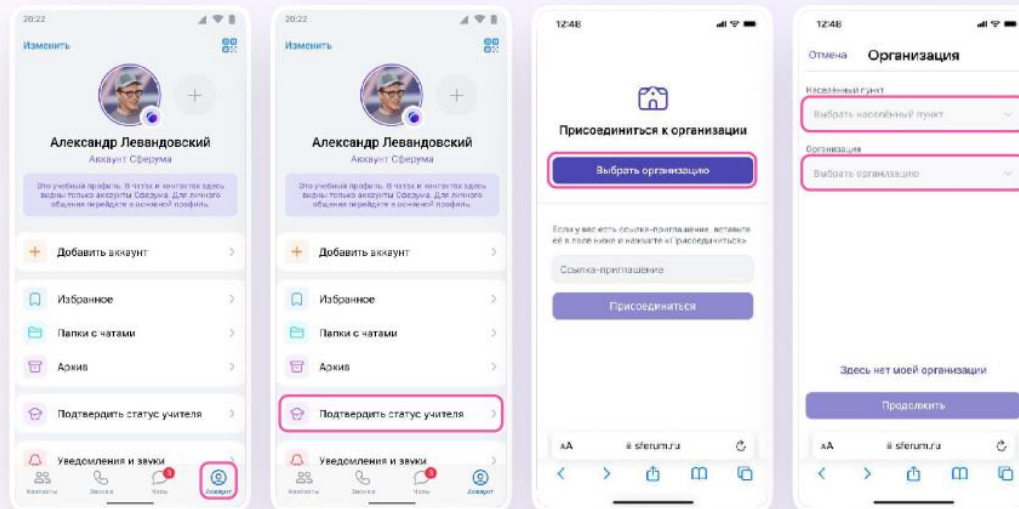 20:22
Изменить
Александр Левандовский
Аккаунт Сферума
Это учебный профиль. В чатах и контактах здесь
видны только аккаунты Сферума. Для личного
общения перейдите в основной профиль
Добавить аккаунт
Избранное
Папки с чатами
Архив
Подтвердить статус учителя
Уведомления и звуки
3
Контакты
Звонки
Чаты
Аккаунт
20:22
Изменить
Александр Левандовский
Аккаунт Сферума
Это учебный профиль. В чатах и контактах здесь
видны только аккаунты Сферума. Для личного
общения перейдите в основной профиль
Добавить аккаунт
Избранное
Папки с чатами
Архив
Подтвердить статус учителя
Уведомления и звуки
3
Контакты
Звонки
Чаты
Аккаунт
12:48
Присоединиться к организации
Выбрать организацию
Если у вас есть ссылка-приглашение, вставьте
её в поле ниже и нажмите «Присоединиться»
Ссылка-приглашение
Присоединиться
AA
sferum.ru
12:48
Отмена Организация
Населённый пункт
Выбрать населённый пункт
Организация
Выбрать организацию
Здесь нет моей организации
Продолжить
AA
sferum.ru